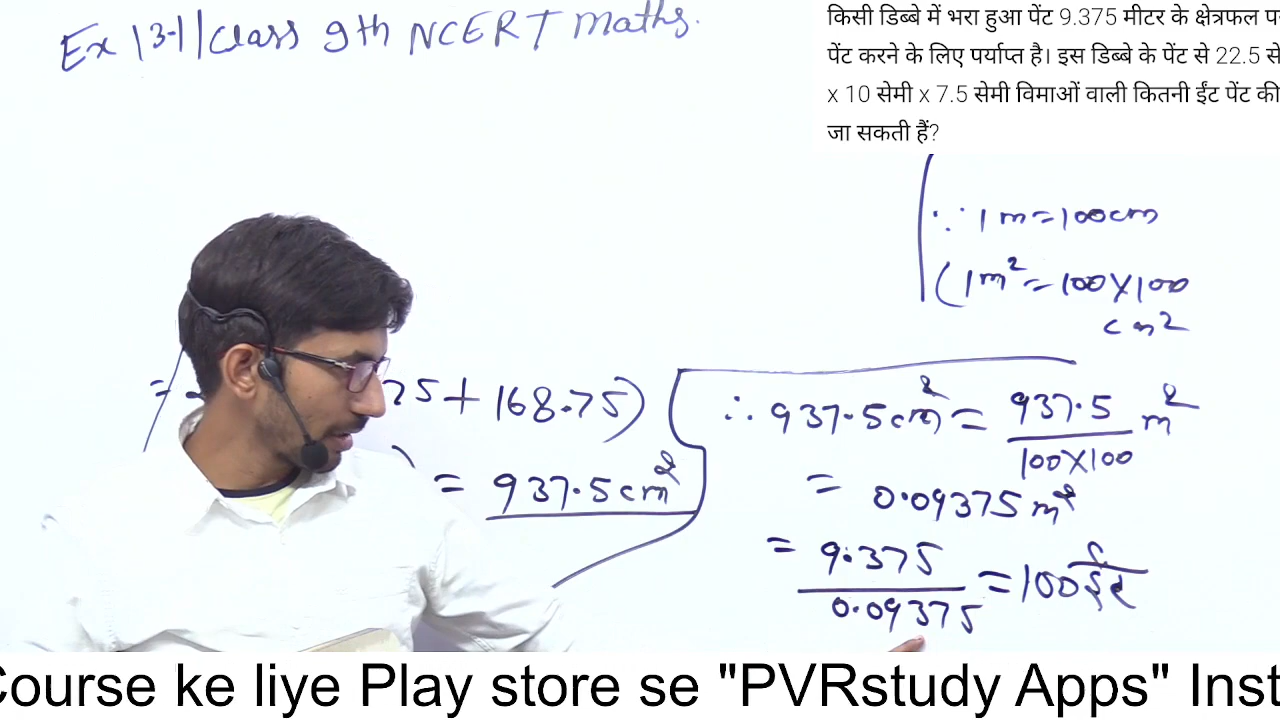 Ex 13.1 | Class 9th NCERT Maths.
किसी डिब्बे में भरा हुआ पेंट 9.375 मीटर के क्षेत्रफल
पेंट करने के लिए पर्याप्त है। इस डिब्बे के पेंट से 22.5 से
x 10 सेमी x 7.5 सेमी विमाओं वाली कितनी ईंट पेंट की
जा सकती हैं?
∵ 1 m = 100 cm
(1 m² = 100 X 100
cm²
75 + 168.75)
= 937.5 cm²
∴ 937.5 cm² = 937.5 / 100X100 m²
= 0.09375 m²
= 9.375 / 0.09375 = 100 ईंट
Course ke liye Play store se "PVRstudy Apps" Inst